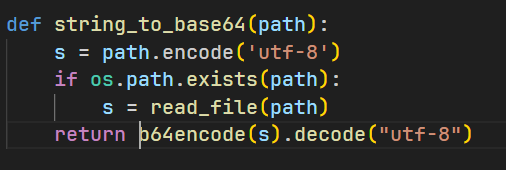 def string_to_base64(path):
    s = path.encode('utf-8')
    if os.path.exists(path):
        s = read_file(path)
    return b64encode(s).decode("utf-8")